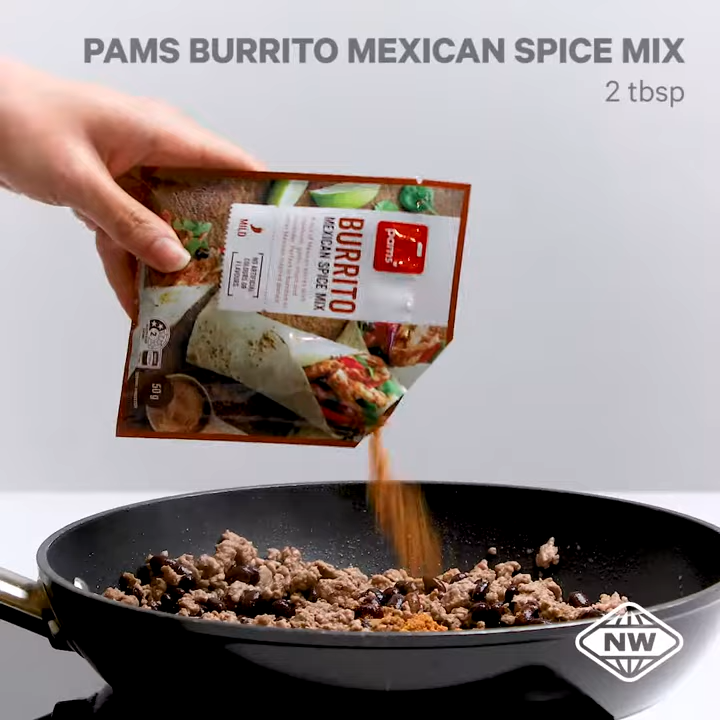 PAMS BURRITO MEXICAN SPICE MIX
2 tbsp
pams
BURRITO
MEXICAN SPICE MIX
MILD
NO ARTIFICIAL
COLOURS OR
FLAVOURS
50 g
NW